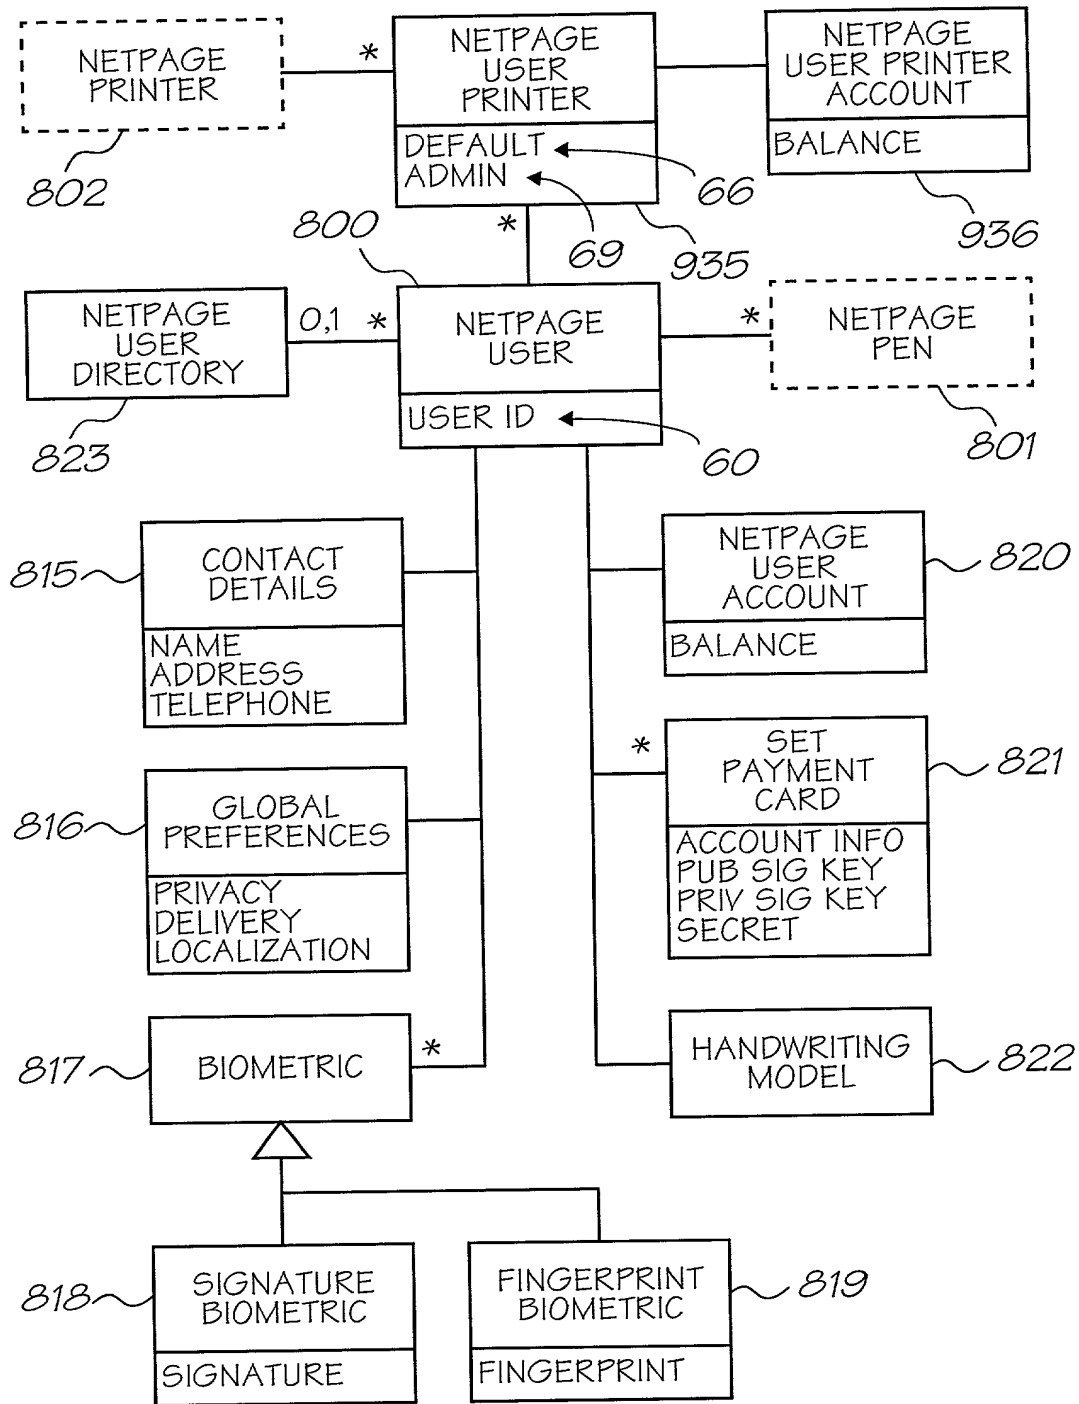 NETPAGE
PRINTER
802
*
NETPAGE
USER
PRINTER
DEFAULT
ADMIN
66
69
935
NETPAGE
USER PRINTER
ACCOUNT
BALANCE
936
*
800
NETPAGE
USER
DIRECTORY
823
0,1 *
NETPAGE
USER
USER ID
60
*
NETPAGE
PEN
801
815
CONTACT
DETAILS
NAME
ADDRESS
TELEPHONE
NETPAGE
USER
ACCOUNT
BALANCE
820
816
GLOBAL
PREFERENCES
PRIVACY
DELIVERY
LOCALIZATION
*
SET
PAYMENT
CARD
ACCOUNT INFO
PUB SIG KEY
PRIV SIG KEY
SECRET
821
817
BIOMETRIC
*
HANDWRITING
MODEL
822
818
SIGNATURE
BIOMETRIC
SIGNATURE
FINGERPRINT
BIOMETRIC
FINGERPRINT
819